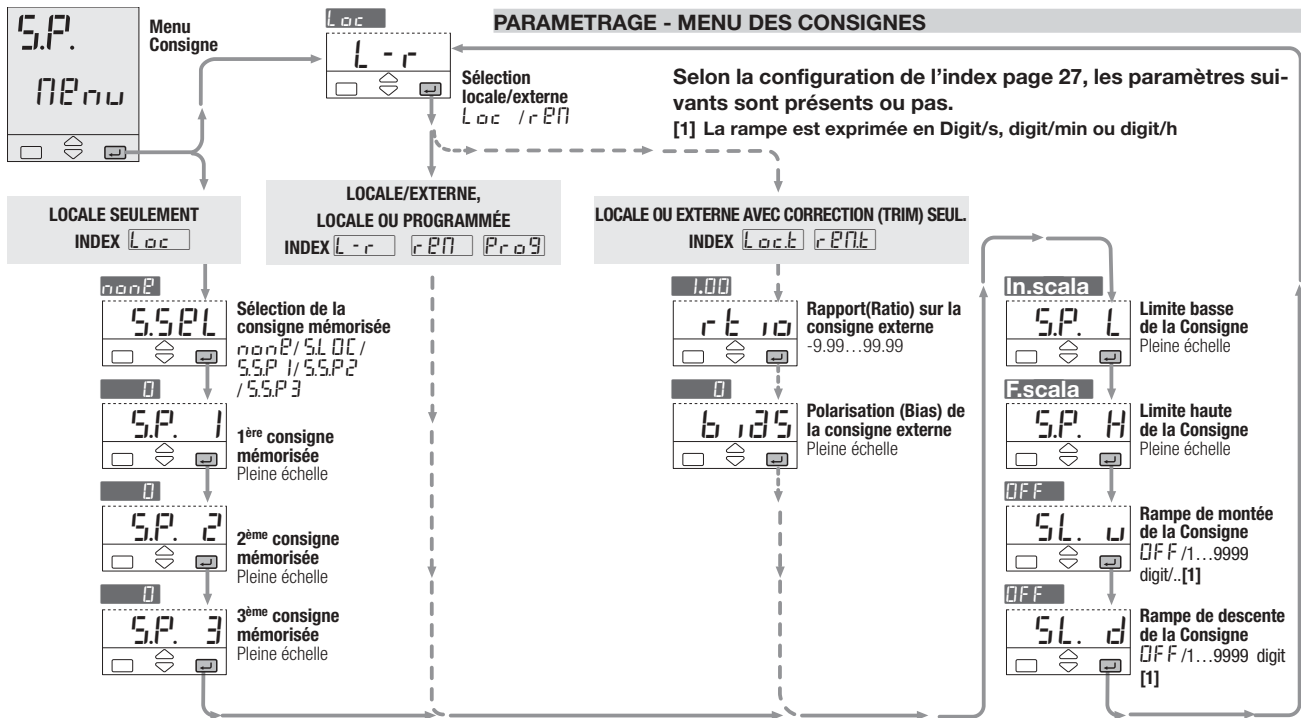 PARAMETRAGE - MENU DES CONSIGNES
S.P.
MEnu
Menu
Consigne
Loc
L - r
Sélection
locale/externe
Loc / rEM
Selon la configuration de l'index page 27, les paramètres sui-
vants sont présents ou pas.
[1] La rampe est exprimée en Digit/s, digit/min ou digit/h
LOCALE SEULEMENT
INDEX Loc
LOCALE/EXTERNE,
LOCALE OU PROGRAMMÉE
INDEX L - r rEM Prog
LOCALE OU EXTERNE AVEC CORRECTION (TRIM) SEUL.
INDEX Loc.t rEM.t
nonE
S.SEL
Sélection de la
consigne mémorisée
nonE/ S.LOC/
S.S.P 1/ S.S.P2
/ S.S.P 3
0
S.P. 1
1ère consigne
mémorisée
Pleine échelle
0
S.P. 2
2ème consigne
mémorisée
Pleine échelle
0
S.P. 3
3ème consigne
mémorisée
Pleine échelle
1.00
rtio
Rapport(Ratio) sur la
consigne externe
-9.99…99.99
0
biaS
Polarisation (Bias) de
la consigne externe
Pleine échelle
In.scala
S.P. L
Limite basse
de la Consigne
Pleine échelle
F.scala
S.P. H
Limite haute
de la Consigne
Pleine échelle
OFF
SL. u
Rampe de montée
de la Consigne
OFF /1…9999
digit/..[1]
OFF
SL. d
Rampe de descente
de la Consigne
OFF /1…9999 digit
[1]